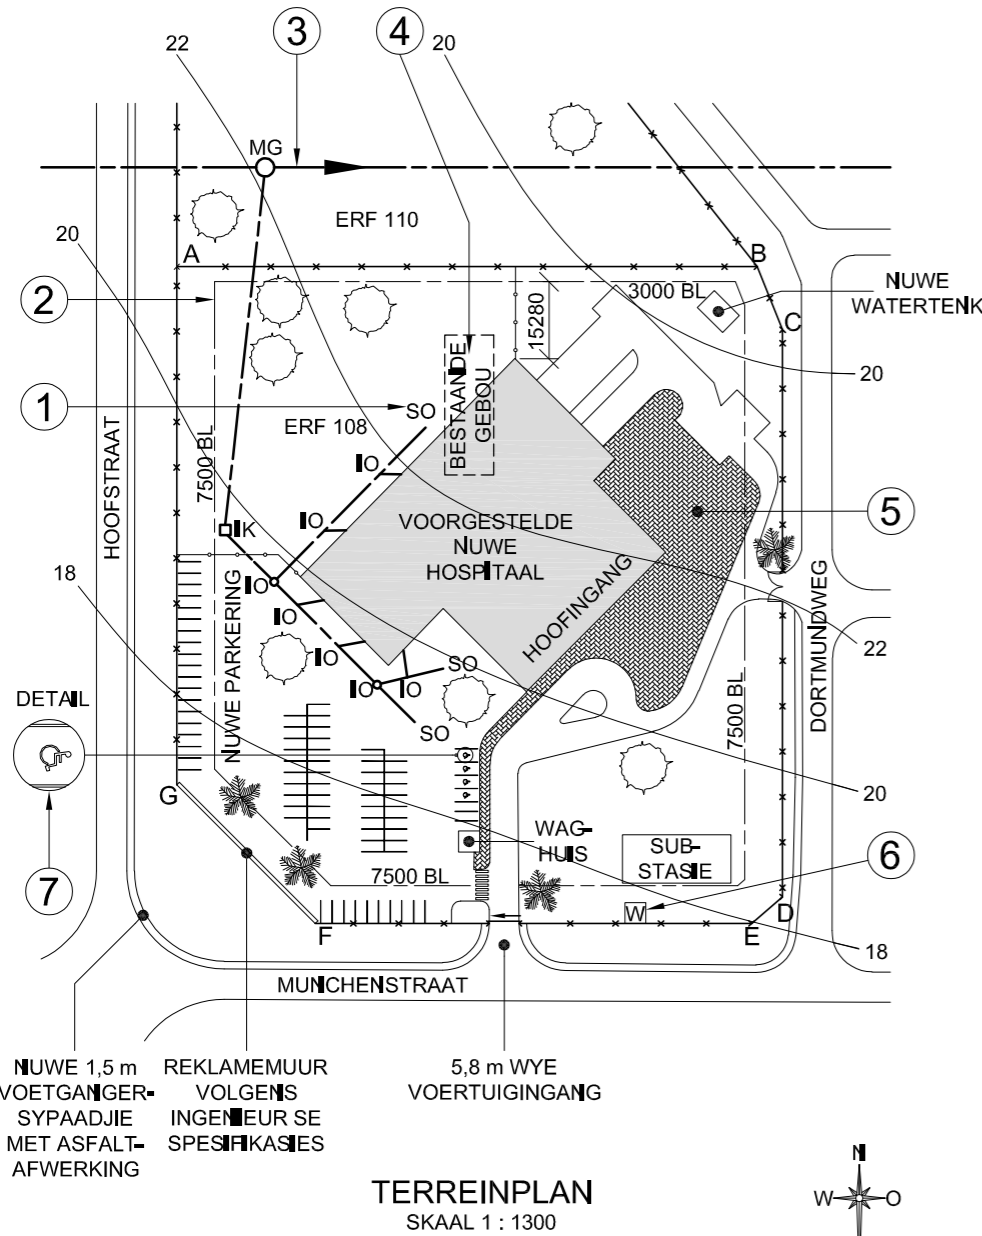 3
4
22
20
MG
ERF 110
20
A
B
2
3000 BL
NUWE
WATERTENK
15280
C
1
SO
BESTAANDE
GEBOU
20
ERF 108
HOOFSTRAAT
7500 BL
IO
VOORGESTELDE
NUWE
HOSPITAAL
5
IO
IK
18
IO
IO
HOOFINGANG
DORTMUNDWEG
NUWE PARKERING
IO
22
SO
IO
IO
DETAIL
7500 BL
SO
G
20
WAG-
HUIS
SUB-
STASIE
6
7
7500 BL
W
D
F
E
18
MUNCHENSTRAAT
NUWE 1,5 m
VOETGANGER-
SYPAADJIE
MET ASFALT-
AFWERKING
REKLAMEMUUR
VOLGENS
INGENIEUR SE
SPESIFIKASIES
5,8 m WYE
VOERTUIGINGANG
TERREINPLAN
SKAAL 1 : 1300
N
W
O